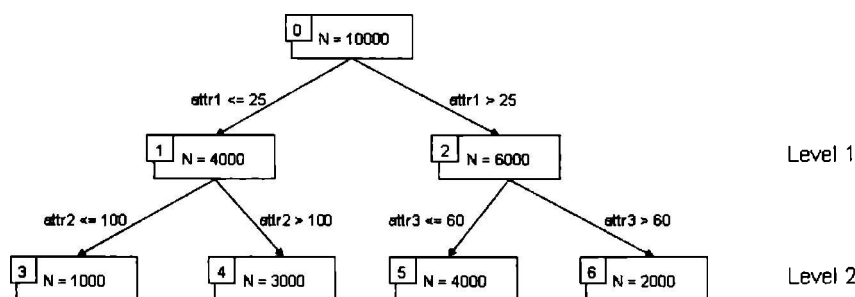 0
N = 10000
attr1 <= 25
attr1 > 25
1
N = 4000
2
N = 6000
Level 1
attr2 <= 100
attr2 > 100
attr3 <= 60
attr3 > 60
3
N = 1000
4
N = 3000
5
N = 4000
6
N = 2000
Level 2